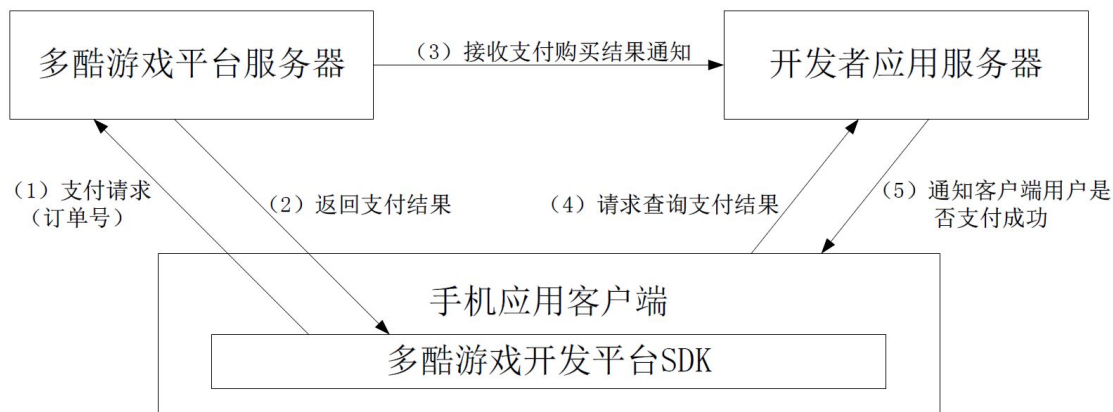 多酷游戏平台服务器
(3)接收支付购买结果通知
开发者应用服务器
(1)支付请求
(订单号)
(2)返回支付结果
(4)请求查询支付结果
(5)通知客户端用户是
否支付成功
手机应用客户端
多酷游戏开发平台SDK